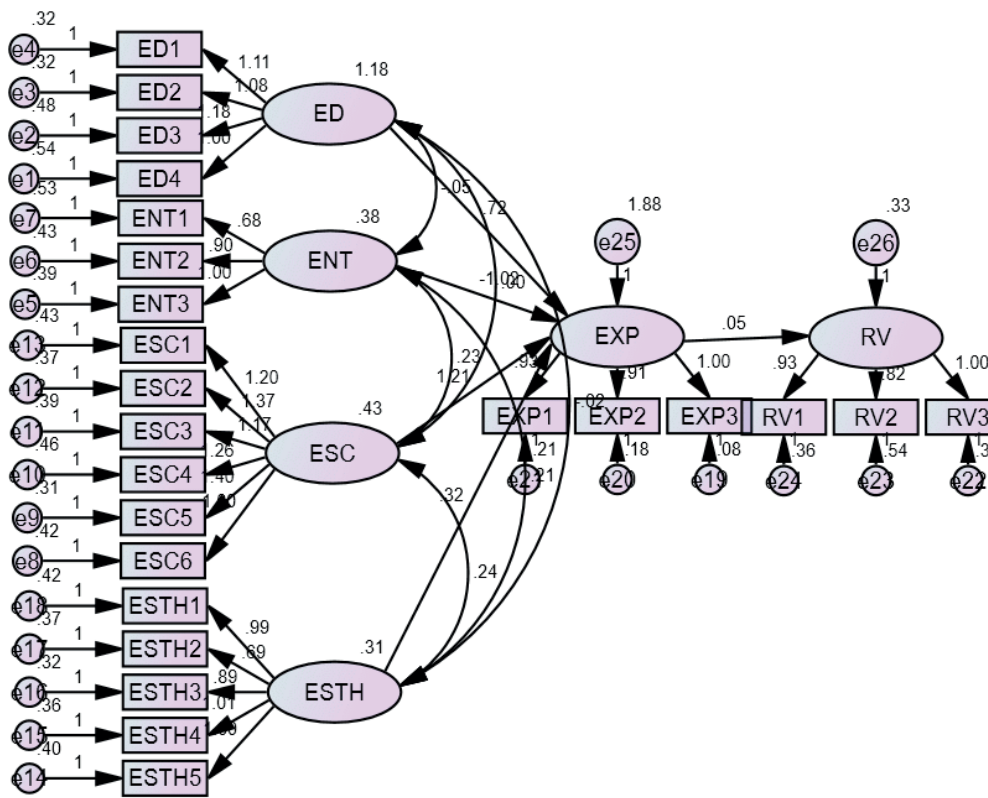 .32
e4 1 ED1
.32
e3 1 ED2
.48
e2 1 ED3
.54
e1 1 ED4
.53
e7 1 ENT1
.43
e6 1 ENT2
.39
e5 1 ENT3
.43
e13 1 ESC1
.37
e12 1 ESC2
.39
e11 1 ESC3
.46
e10 1 ESC4
.31
e9 1 ESC5
.42
e8 1 ESC6
.42
e18 1 ESTH1
.37
e17 1 ESTH2
.32
e16 1 ESTH3
.36
e15 1 ESTH4
.40
e14 1 ESTH5
1.11
1.08
1.18
ED
.68
.90
.38
ENT
1.20
1.37
1.17
.43
ESC
.99
.69
.89
.31
ESTH
-.05
.72
-1.02
.23
1.21
-.02
.32
.24
1.88
e25
1
EXP
.05
.33
e26
1
RV
.93
.91
1.00
EXP1 EXP2 EXP3
.21 .18 .08
e20 e19
.93
.82
1.00
RV1 RV2 RV3
.36 .54
e24 e23 e22